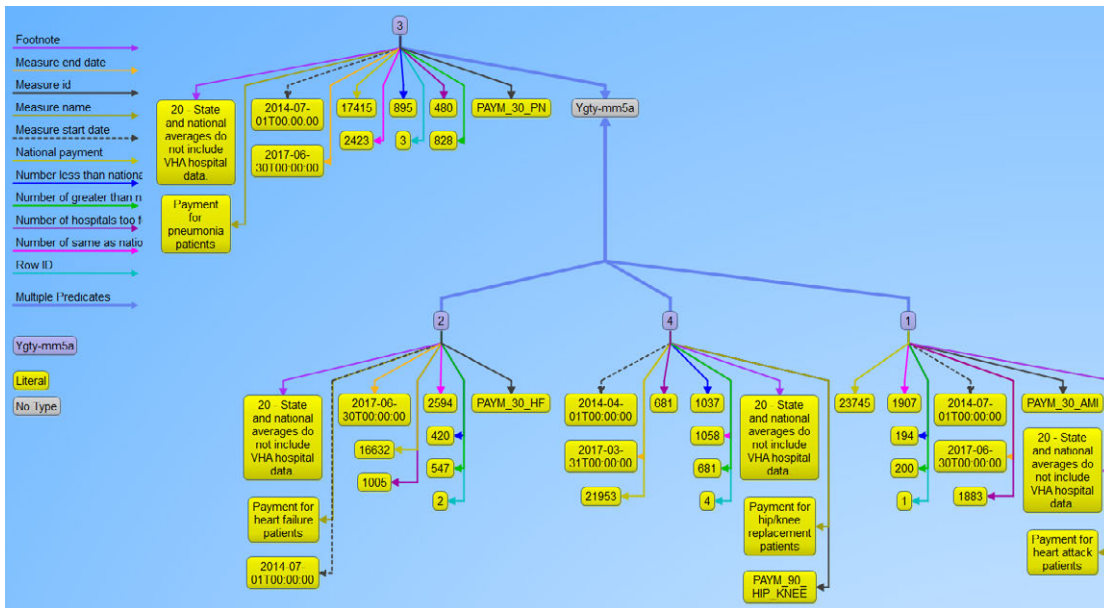 3
Footnote
Measure end date
Measure id
Measure name
Measure start date
National payment
Number less than nationa
Number of greater than n
Number of hospitals too f
Number of same as natio
Row ID
Multiple Predicates
Ygty-mm5a
Literal
No Type
20 - State
and national
averages do
not include
VHA hospital
data.
Payment
for
pneumonia
patients
2014-07-
01T00:00:00
2017-06-
30T00:00:00
17415
2423
895
3
480
828
PAYM_30_PN
Ygty-mm5a
2
4
1
20 - State
and national
averages do
not include
VHA hospital
data.
Payment for
heart failure
patients
2014-07-
01T00:00:00
2017-06-
30T00:00:00
16632
1005
2594
420
547
2
PAYM_30_HF
2014-04-
01T00:00:00
2017-03-
31T00:00:00
21953
681
1037
1058
681
4
20 - State
and national
averages do
not include
VHA hospital
data.
Payment for
hip/knee
replacement
patients
PAYM_90_
HIP_KNEE
23745
1907
194
200
1
2014-07-
01T00:00:00
2017-06-
30T00:00:00
1883
PAYM_30_AMI
20 - State
and national
averages do
not include
VHA hospital
data.
Payment for
heart attack
patients